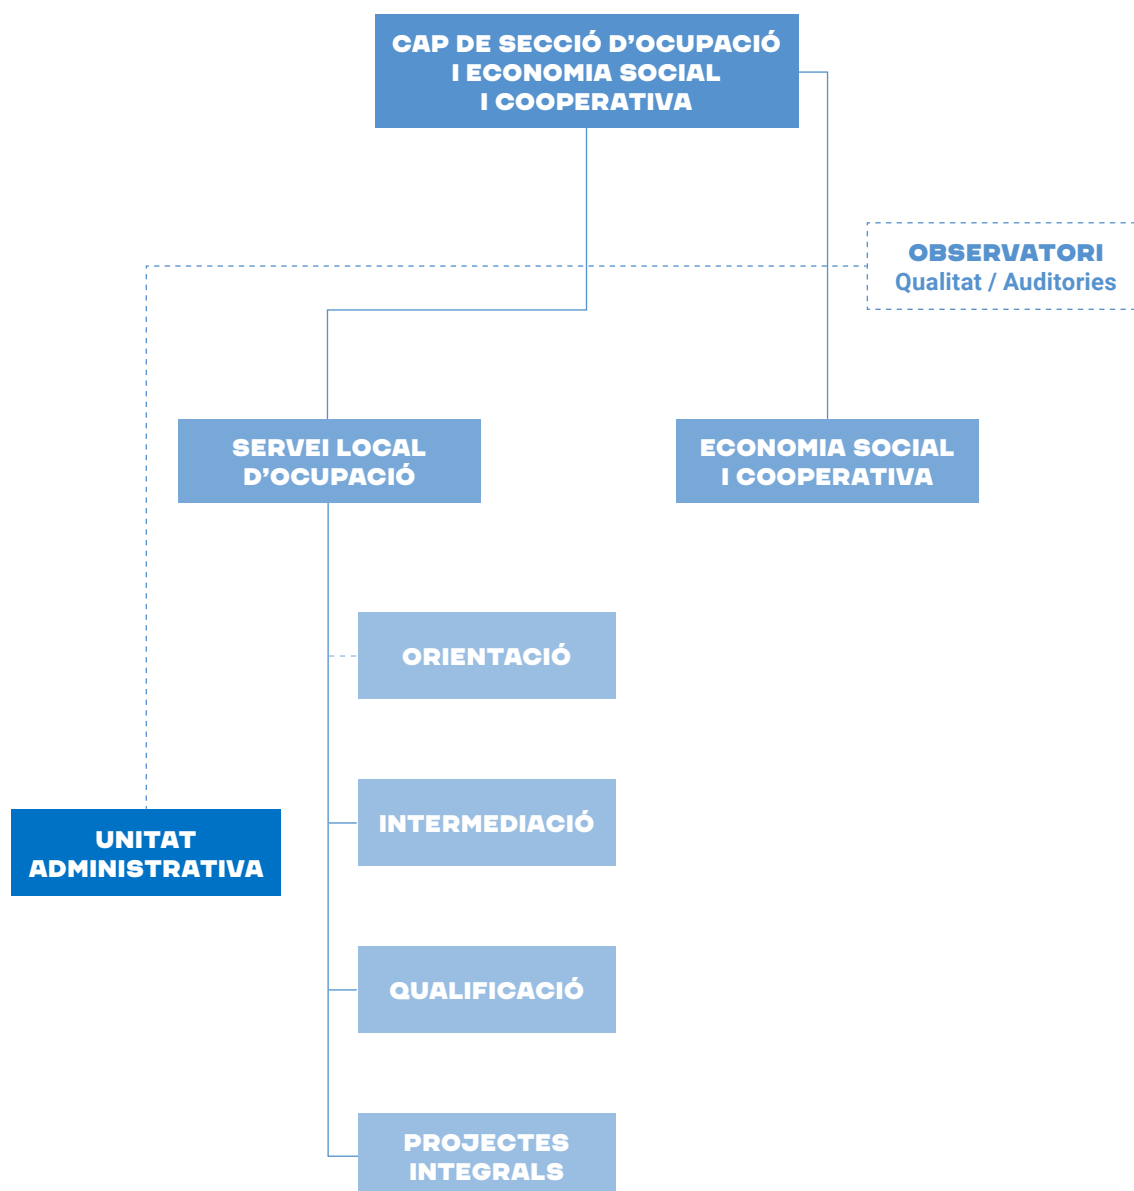 CAP DE SECCIÓ D’OCUPACIÓ
I ECONOMIA SOCIAL
I COOPERATIVA
OBSERVATORI
Qualitat / Auditories
SERVEI LOCAL
D’OCUPACIÓ
ECONOMIA SOCIAL
I COOPERATIVA
ORIENTACIÓ
INTERMEDIACIÓ
UNITAT
ADMINISTRATIVA
QUALIFICACIÓ
PROJECTES
INTEGRALS